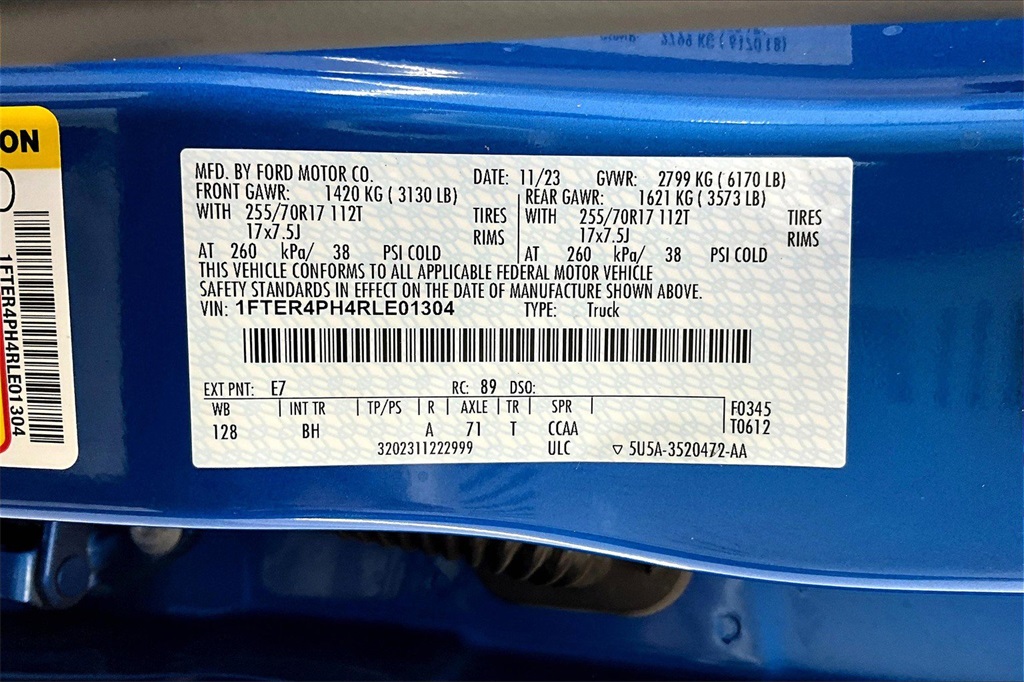 2799 KG ( 6170 LB)
ON
1FTER4PH4RLE01304
MFD. BY FORD MOTOR CO. DATE: 11/23 GVWR: 2799 KG ( 6170 LB)
FRONT GAWR: 1420 KG ( 3130 LB) REAR GAWR: 1621 KG ( 3573 LB)
WITH 255/70R17 112T TIRES WITH 255/70R17 112T TIRES
17x7.5J RIMS 17x7.5J RIMS
AT 260 kPa/ 38 PSI COLD AT 260 kPa/ 38 PSI COLD
THIS VEHICLE CONFORMS TO ALL APPLICABLE FEDERAL MOTOR VEHICLE
SAFETY STANDARDS IN EFFECT ON THE DATE OF MANUFACTURE SHOWN ABOVE.
VIN: 1FTER4PH4RLE01304 TYPE: Truck
EXT PNT: E7 RC: 89 DSO:
WB INT TR TP/PS R AXLE TR SPR F0345
128 BH A 71 T CCAA T0612
3202311222999 ULC ▽ 5U5A-3520472-AA